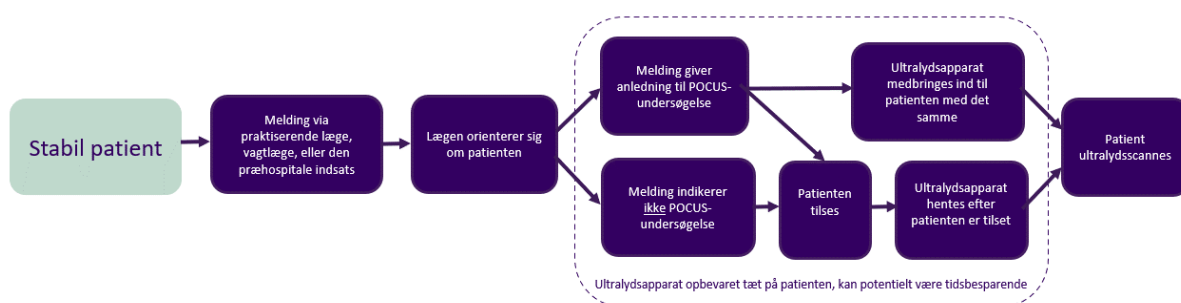 Stabil patient
Melding via
praktiserende læge,
vagtlæge, eller den
præhospitale indsats
Lægen orienterer sig
om patienten
Melding giver
anledning til POCUS-
undersøgelse
Ultralydsapparat
medbringes ind til
patienten med det
samme
Melding indikerer
ikke POCUS-
undersøgelse
Patienten
tilses
Ultralydsapparat
hentes efter
patienten er tilset
Patient
ultralydsscannes
Ultralydsapparat opbevaret tæt på patienten, kan potentielt være tidsbesparende